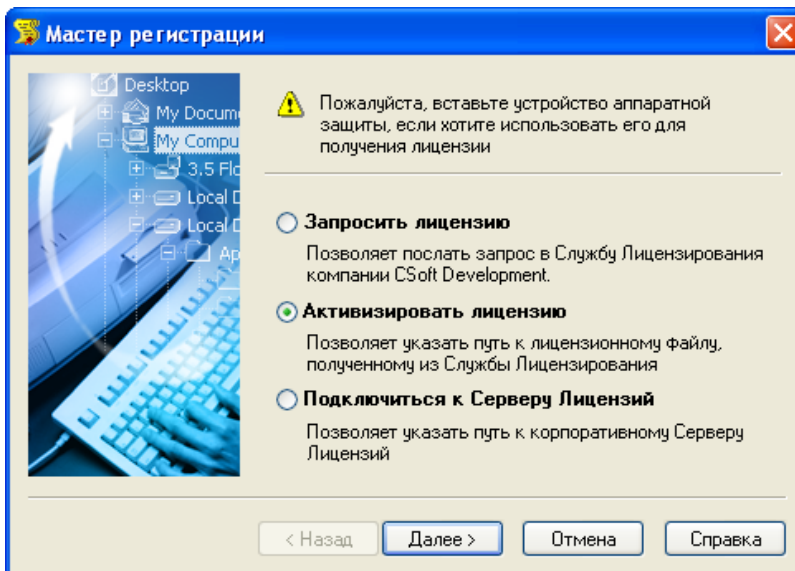 Мастер регистрации
Desktop
My Docum
My Compu
3.5 Flo
Local D
Local D
Ap
Пожалуйста, вставьте устройство аппаратной
защиты, если хотите использовать его для
получения лицензии
Запросить лицензию
Позволяет послать запрос в Службу Лицензирования
компании CSoft Development.
Активизировать лицензию
Позволяет указать путь к лицензионному файлу,
полученному из Службы Лицензирования
Подключиться к Серверу Лицензий
Позволяет указать путь к корпоративному Серверу
Лицензий
< Назад
Далее >
Отмена
Справка